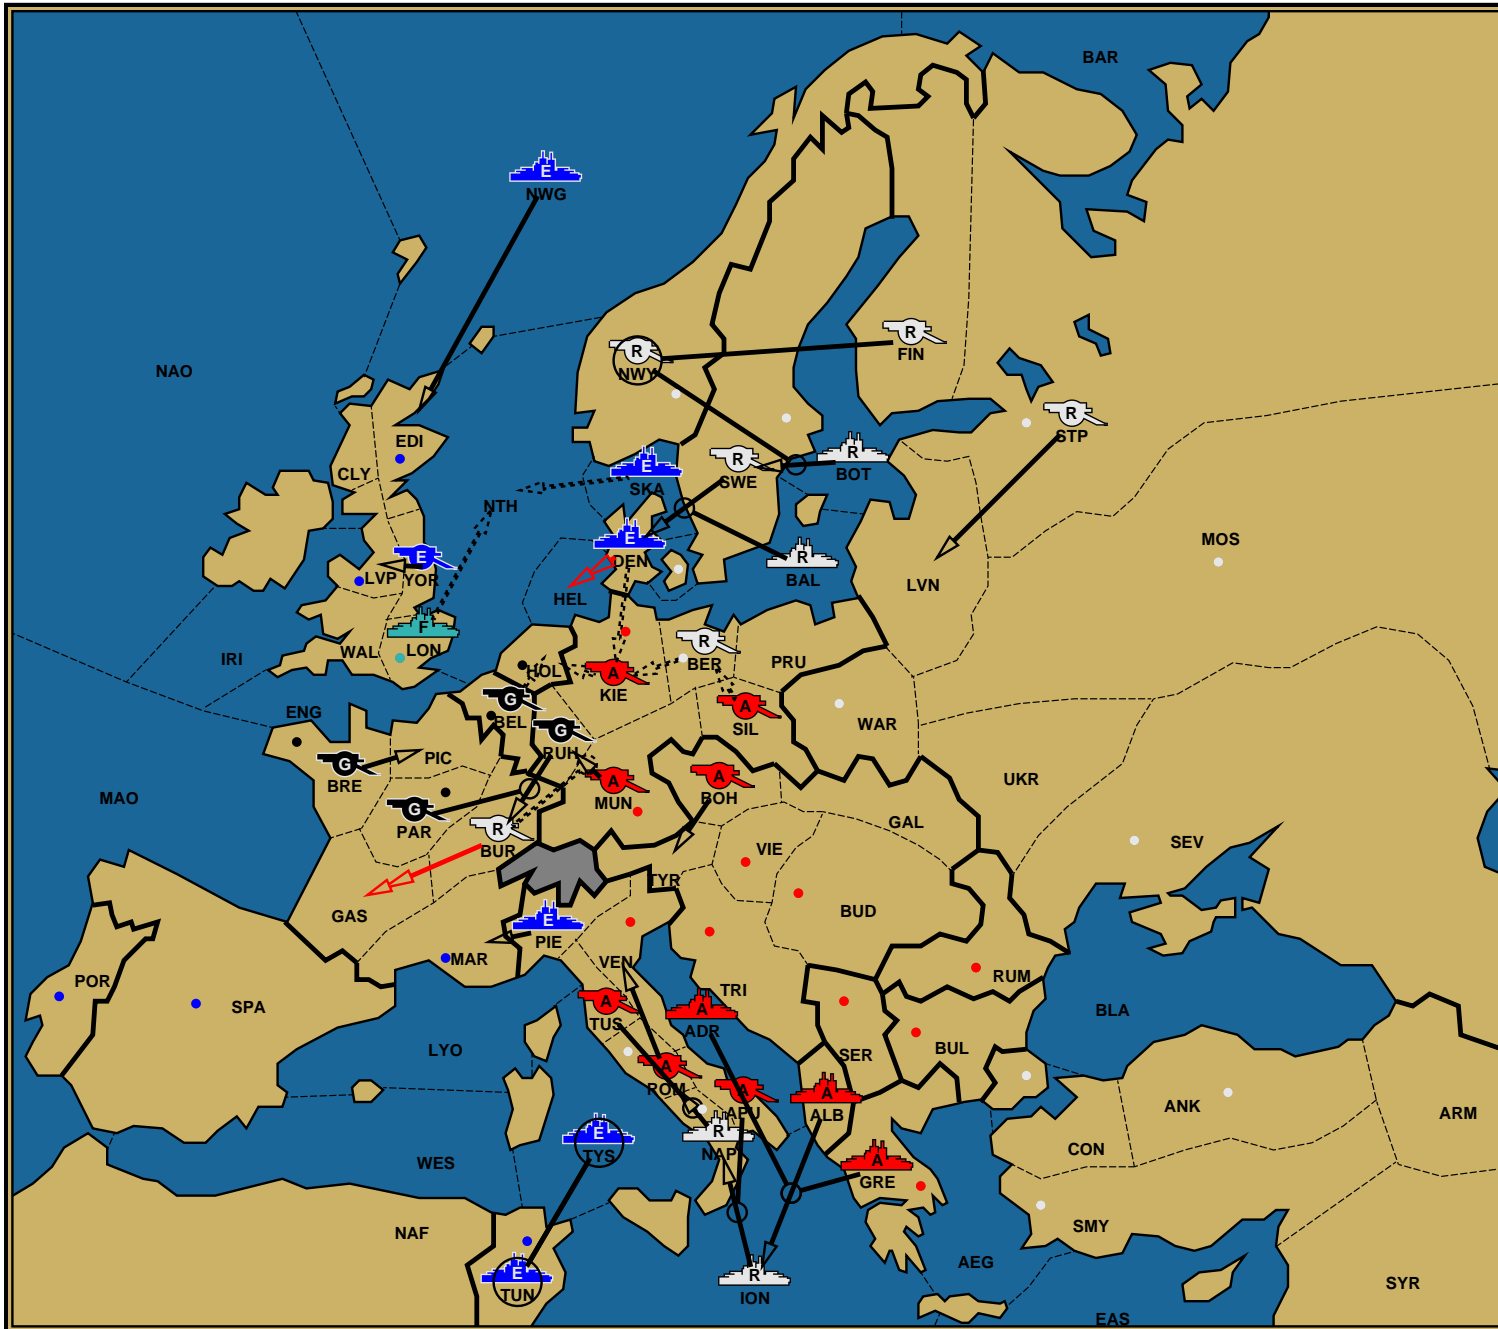 BAR
E
NWG
R
FIN
R
NWY
NAO
R
STP
EDI
R
BOT
CLY
E
SKA
R
SWE
NTH
E
DEN
MOS
E
LVP
YOR
R
BAL
LVN
HEL
F
LON
WAL
IRI
R
BER
PRU
HOL
A
KIE
G
BEL
A
SIL
ENG
WAR
G
RUH
PIC
G
BRE
A
MUN
A
BOH
UKR
MAO
G
PAR
GAL
R
BUR
SEV
VIE
TYR
GAS
BUD
E
PIE
MAR
VEN
RUM
POR
SPA
A
TUS
TRI
A
ADR
BLA
LYO
SER
BUL
A
ROM
A
APU
A
ALB
ANK
ARM
E
TYS
R
NAP
CON
WES
A
GRE
SMY
NAF
AEG
E
TUN
R
ION
SYR
EAS